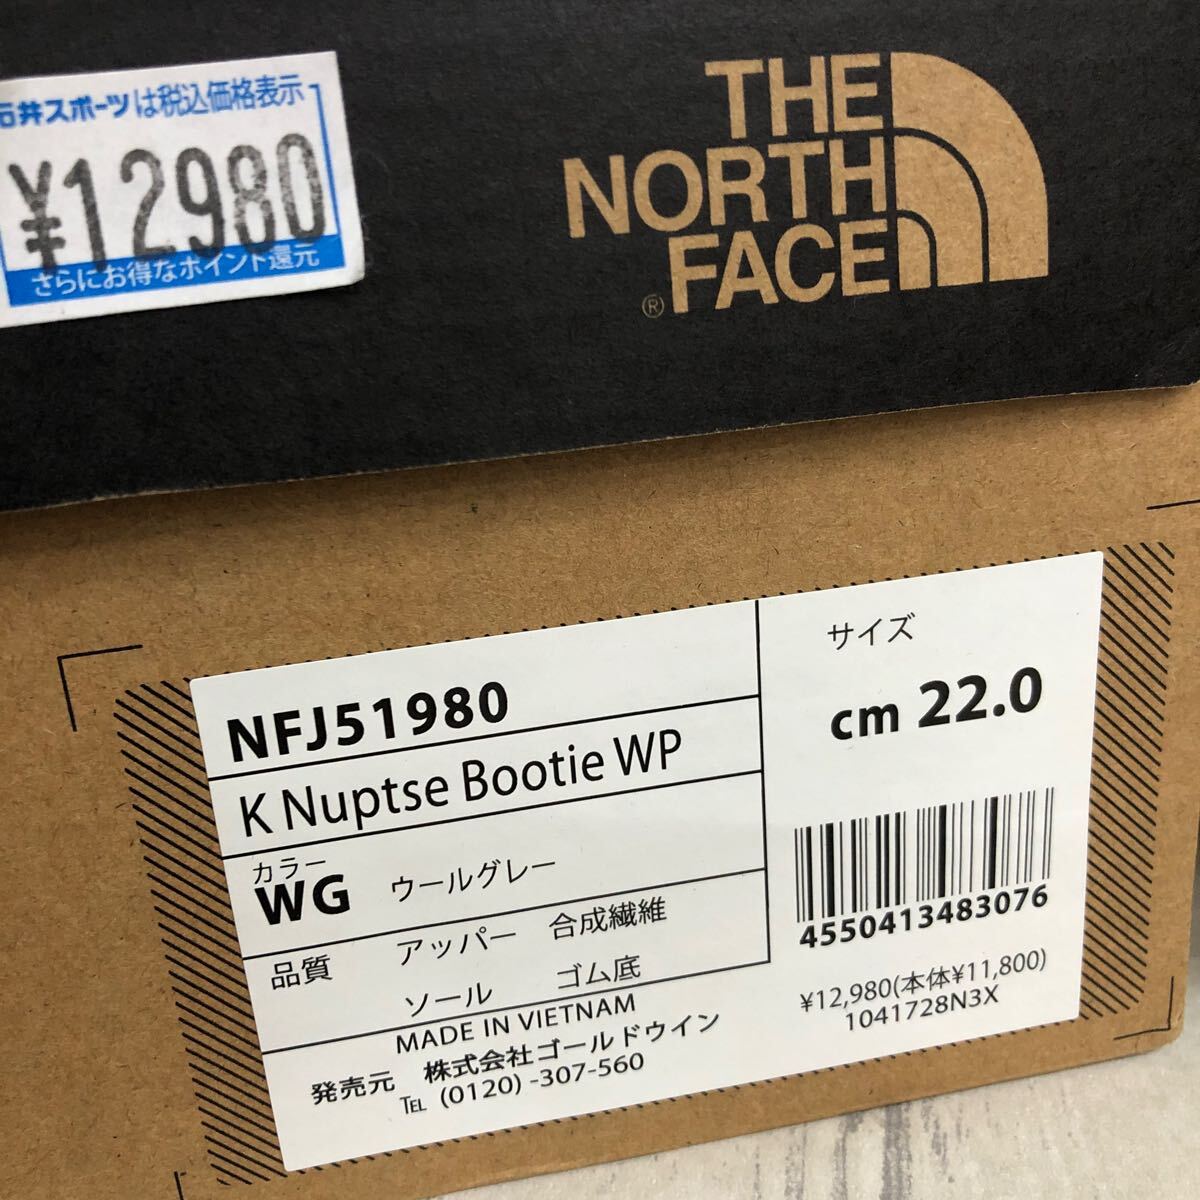 石井スポーツは税込価格表示
¥12980
さらにお得なポイント還元
THE
NORTH
FACE
®
NFJ51980
K Nuptse Bootie WP
カラー
WG ウールグレー
品質 アッパー 合成繊維
ソール ゴム底
MADE IN VIETNAM
発売元 株式会社ゴールドウイン
TEL (0120) -307-560
サイズ
cm 22.0
4550413483076
¥12,980(本体¥11,800)
1041728N3X